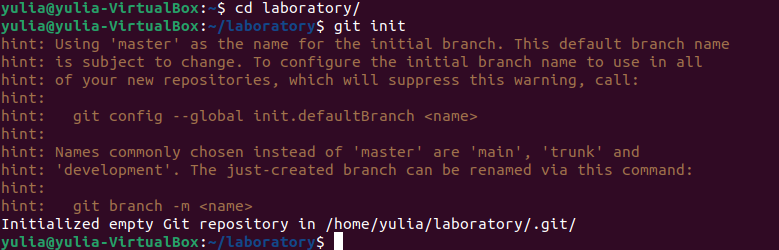 yulia@yulia-VirtualBox:~$ cd laboratory/
yulia@yulia-VirtualBox:~/laboratory$ git init
hint: Using 'master' as the name for the initial branch. This default branch name
hint: is subject to change. To configure the initial branch name to use in all
hint: of your new repositories, which will suppress this warning, call:
hint:
hint:   git config --global init.defaultBranch <name>
hint:
hint: Names commonly chosen instead of 'master' are 'main', 'trunk' and
hint: 'development'. The just-created branch can be renamed via this command:
hint:
hint:   git branch -m <name>
Initialized empty Git repository in /home/yulia/laboratory/.git/
yulia@yulia-VirtualBox:~/laboratory$